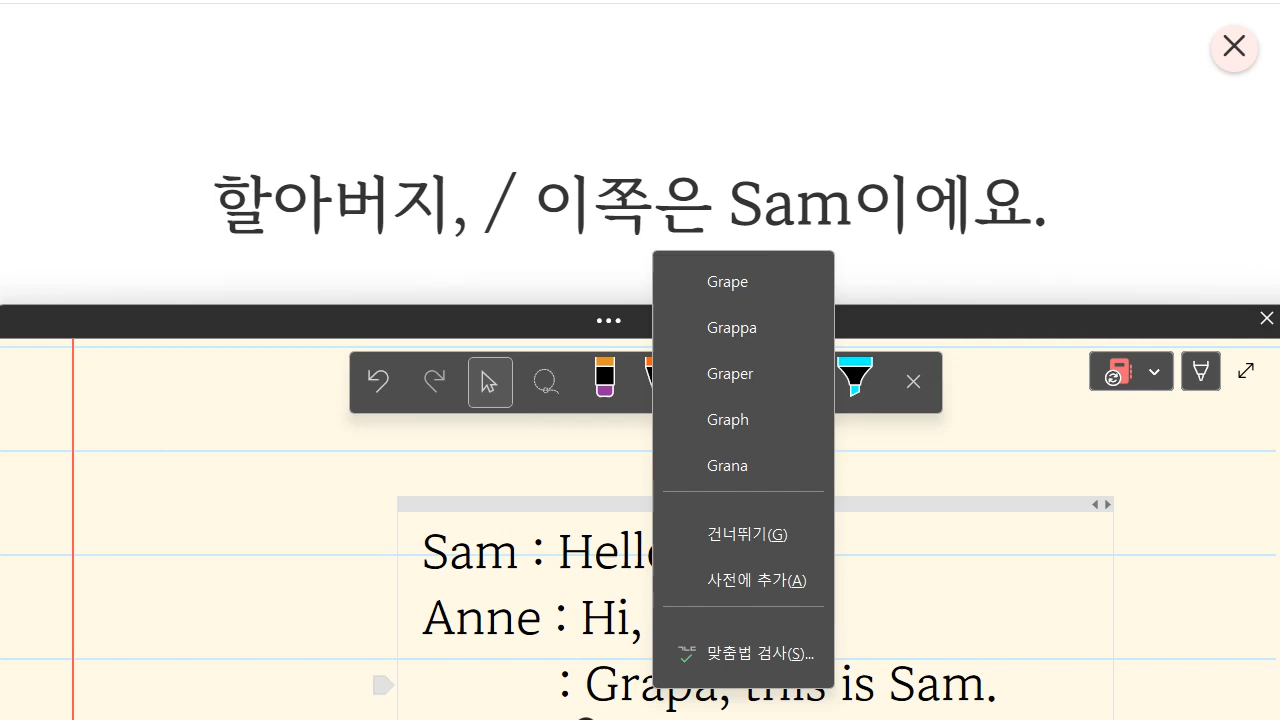 할아버지, / 이쪽은 Sam이에요.
Grape
Grappa
Graper
Graph
Grana
건너뛰기(G)
사전에 추가(A)
맞춤법 검사(S)...
Sam : Hello
Anne : Hi,
: Grapa, this is Sam.